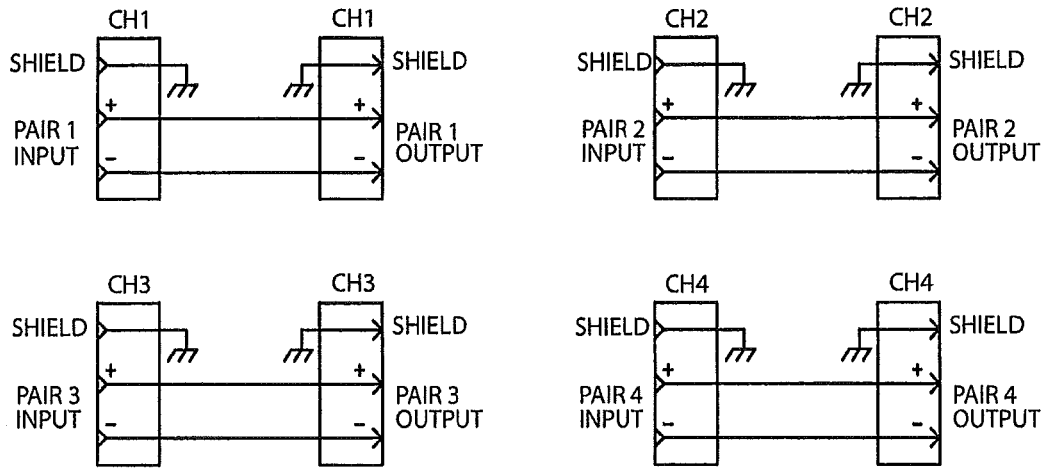 CH1 CH1
SHIELD SHIELD
+ +
PAIR 1 INPUT PAIR 1 OUTPUT
- -
CH2 CH2
SHIELD SHIELD
+ +
PAIR 2 INPUT PAIR 2 OUTPUT
- -
CH3 CH3
SHIELD SHIELD
+ +
PAIR 3 INPUT PAIR 3 OUTPUT
- -
CH4 CH4
SHIELD SHIELD
+ +
PAIR 4 INPUT PAIR 4 OUTPUT
- -